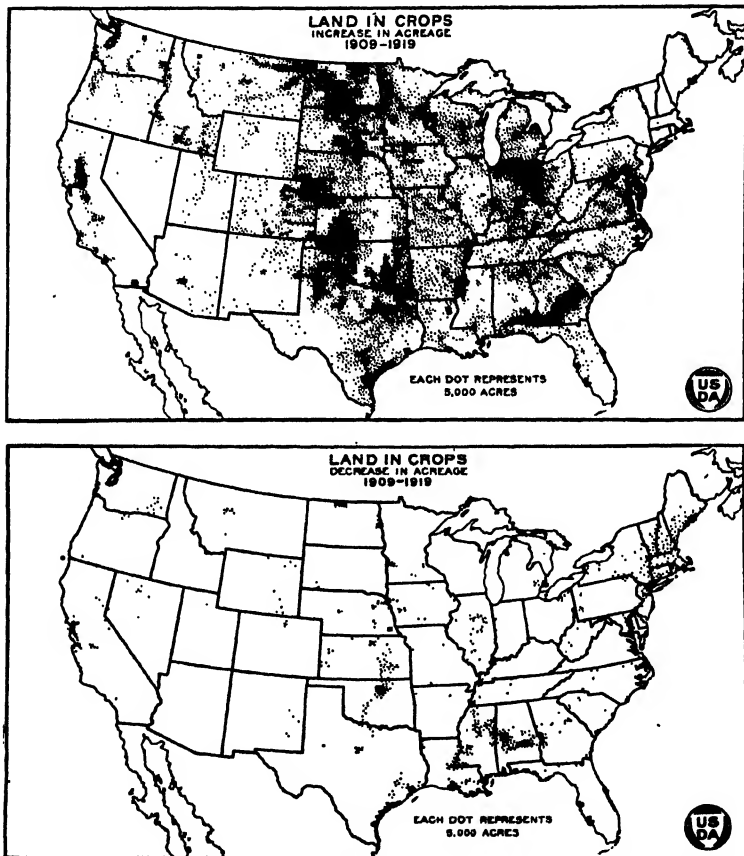 LAND IN CROPS
INCREASE IN ACREAGE
1909-1919
EACH DOT REPRESENTS
5,000 ACRES
US
DA
LAND IN CROPS
DECREASE IN ACREAGE
1909-1919
EACH DOT REPRESENTS
5,000 ACRES
US
DA